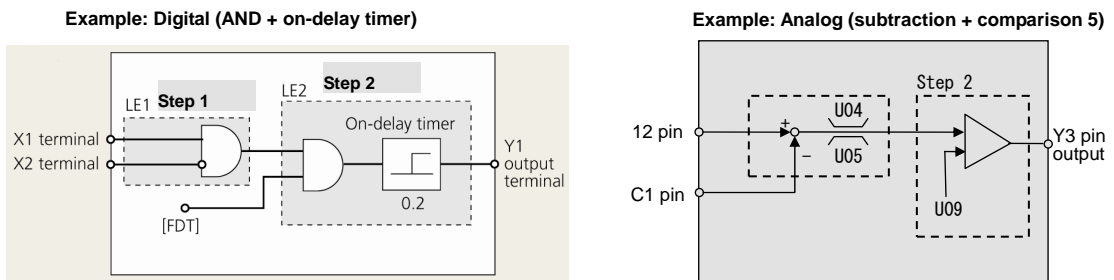 Example: Digital (AND + on-delay timer)
LE1 Step 1
LE2 Step 2
X1 terminal
X2 terminal
On-delay timer
0.2
[FDT]
Y1
output
terminal
Example: Analog (subtraction + comparison 5)
Step 2
12 pin
+
−
U04
U05
C1 pin
U09
Y3 pin
output